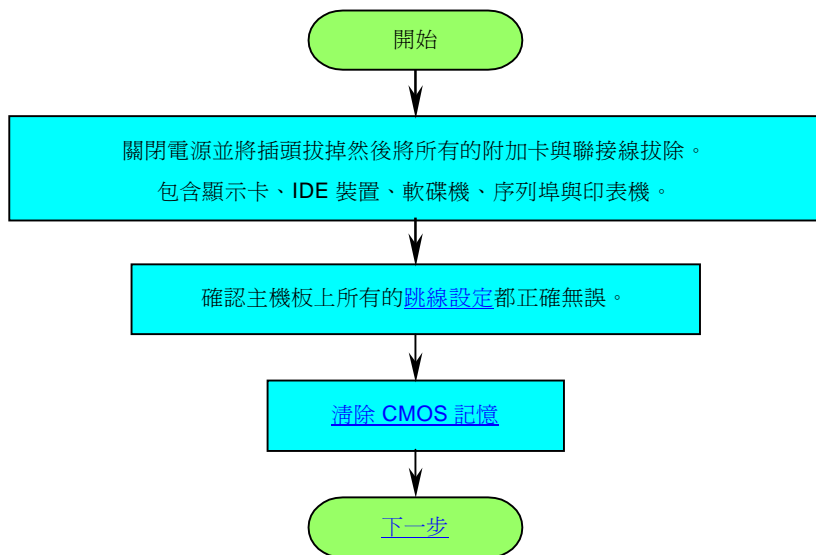 開始
關閉電源並將插頭拔掉然後將所有的附加卡與聯接線拔除。
包含顯示卡、IDE 裝置、軟碟機、序列埠與印表機。
確認主機板上所有的跳線設定都正確無誤。
清除 CMOS 記憶
下一步